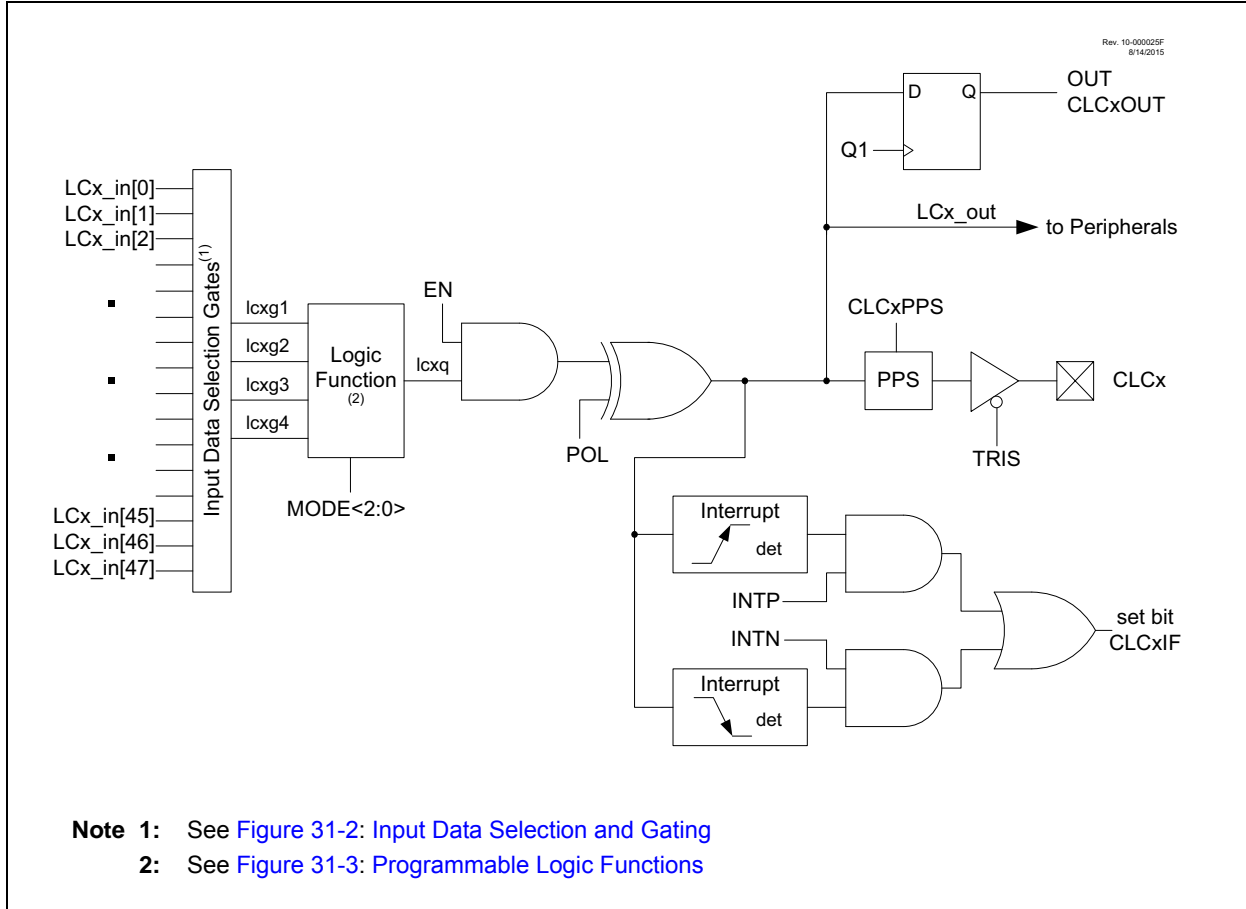 Rev. 10-000025F
8/14/2015
OUT
CLCxOUT
D
Q
Q1
LCx_in[0]
LCx_in[1]
LCx_in[2]
LCx_in[45]
LCx_in[46]
LCx_in[47]
Input Data Selection Gates(1)
lcxg1
lcxg2
lcxg3
lcxg4
Logic
Function
(2)
MODE<2:0>
lcxq
EN
POL
LCx_out
to Peripherals
CLCxPPS
PPS
TRIS
CLCx
Interrupt
det
INTP
INTN
Interrupt
det
set bit
CLCxIF
Note 1: See Figure 31-2: Input Data Selection and Gating
2: See Figure 31-3: Programmable Logic Functions